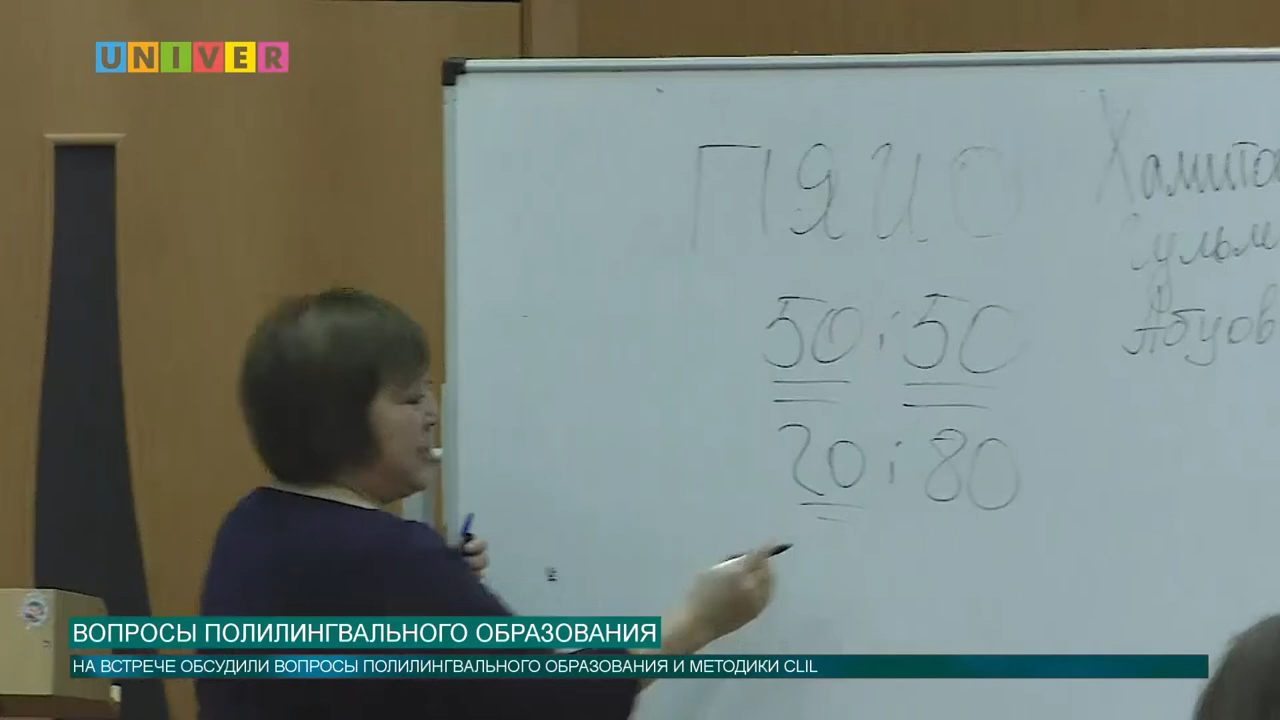 UNIVER
ПЯИО
50 : 50
20 : 80
ВОПРОСЫ ПОЛИЛИНГВАЛЬНОГО ОБРАЗОВАНИЯ
НА ВСТРЕЧЕ ОБСУДИЛИ ВОПРОСЫ ПОЛИЛИНГВАЛЬНОГО ОБРАЗОВАНИЯ И МЕТОДИКИ CLIL